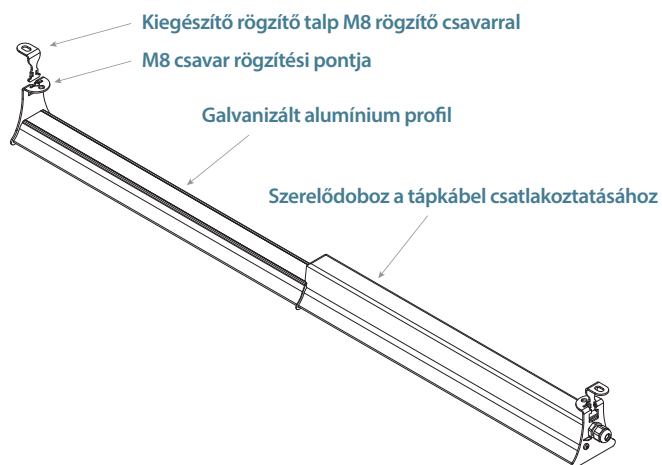 Kiegészítő rögzítő talp M8 rögzítő csavarral
M8 csavar rögzítési pontja
Galvanizált alumínium profil
Szerelődoboz a tápkábel csatlakoztatásához